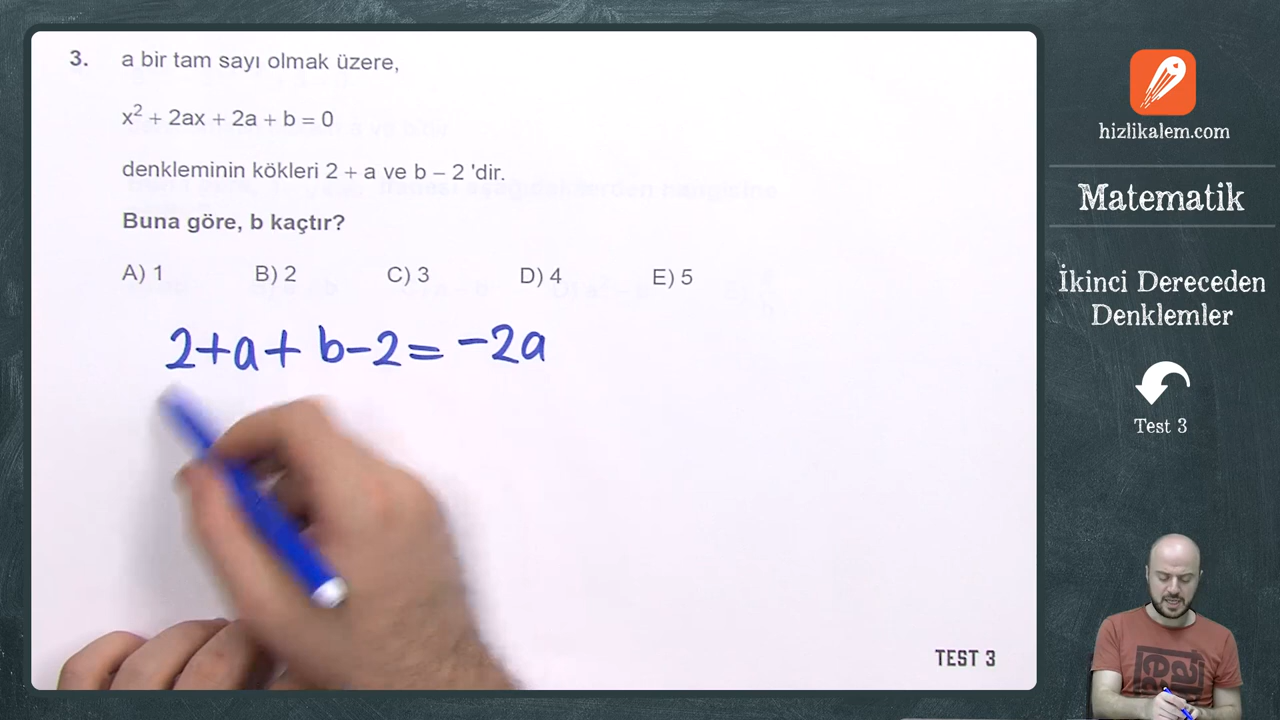 3. a bir tam sayı olmak üzere,
x² + 2ax + 2a + b = 0
denkleminin kökleri 2 + a ve b – 2 'dir.
Buna göre, b kaçtır?
A) 1 B) 2 C) 3 D) 4 E) 5
2+a+ b-2= -2a
TEST 3
hizlikalem.com
Matematik
İkinci Dereceden
Denklemler
Test 3